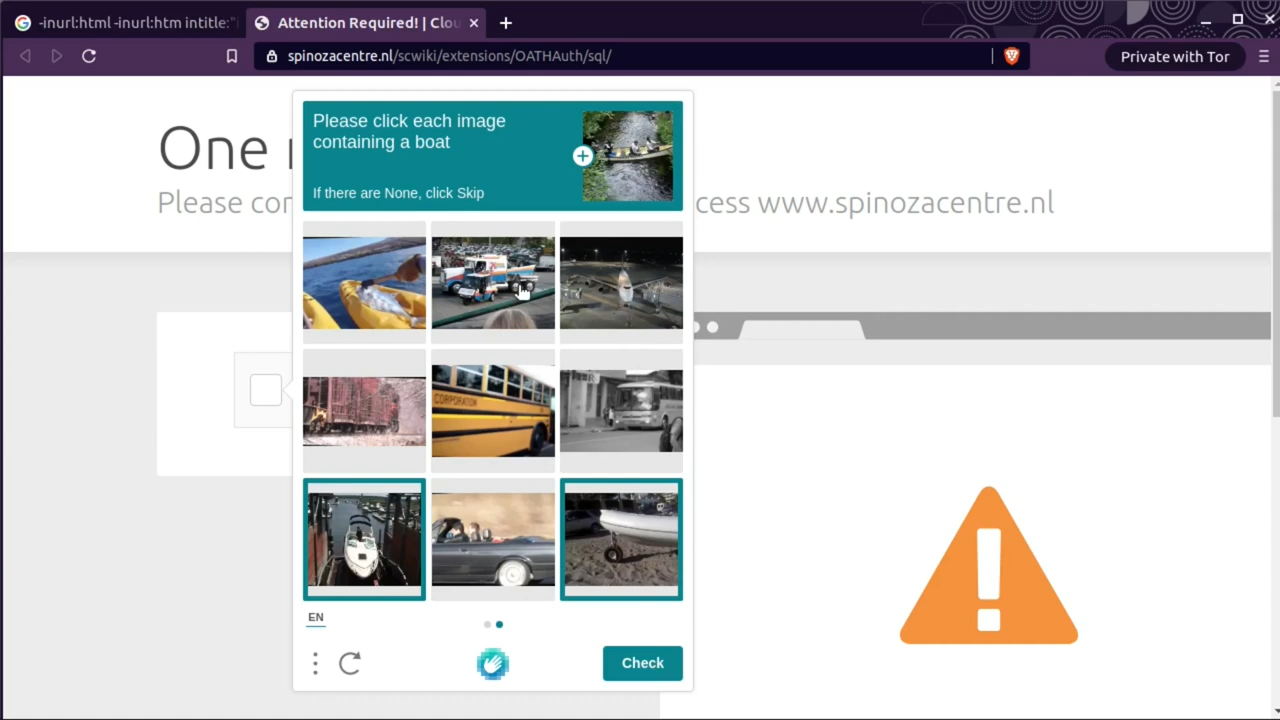 -inurl:html -inurl:htm intitle:"i
Attention Required! | Clou
spinozacentre.nl/scwiki/extensions/OATHAuth/sql/
Private with Tor
One
Please click each image
containing a boat
If there are None, click Skip
Please con
cess www.spinozacentre.nl
CORPORATION
EN
Check